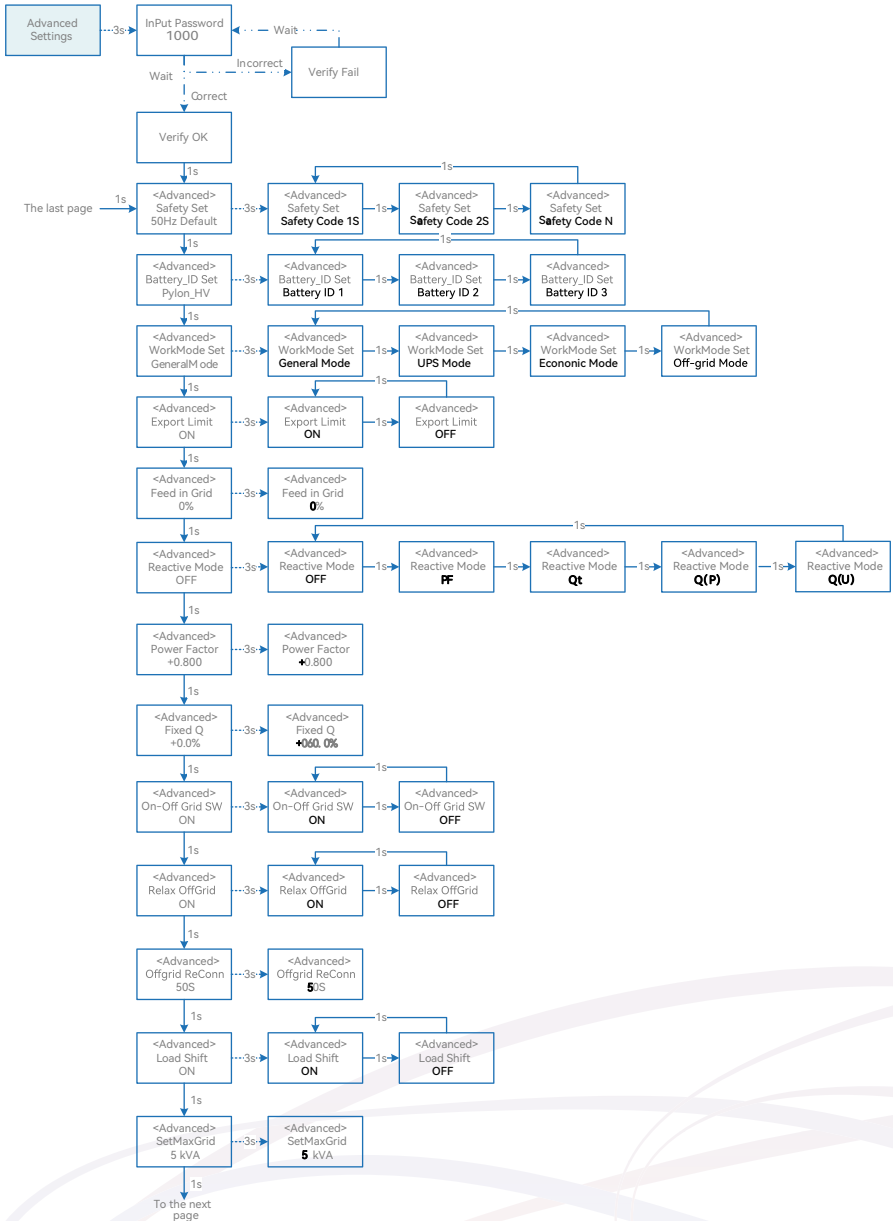 Advanced
Settings
3s
InPut Password
1000
Wait
Incorrect
Verify Fail
Wait
Correct
Verify OK
1s
1s
The last page
1s
<Advanced>
Safety Set
50Hz Default
3s
<Advanced>
Safety Set
Safety Code 1S
1s
<Advanced>
Safety Set
Safety Code 2S
1s
<Advanced>
Safety Set
Safety Code N
1s
1s
<Advanced>
Battery_ID Set
Pylon_HV
3s
<Advanced>
Battery_ID Set
Battery ID 1
1s
<Advanced>
Battery_ID Set
Battery ID 2
1s
<Advanced>
Battery_ID Set
Battery ID 3
1s
1s
<Advanced>
WorkMode Set
GeneralMode
3s
<Advanced>
WorkMode Set
General Mode
1s
<Advanced>
WorkMode Set
UPS Mode
1s
<Advanced>
WorkMode Set
Econonic Mode
1s
<Advanced>
WorkMode Set
Off-grid Mode
1s
1s
<Advanced>
Export Limit
ON
3s
<Advanced>
Export Limit
ON
1s
<Advanced>
Export Limit
OFF
1s
<Advanced>
Feed in Grid
0%
3s
<Advanced>
Feed in Grid
0%
1s
1s
<Advanced>
Reactive Mode
OFF
3s
<Advanced>
Reactive Mode
OFF
1s
<Advanced>
Reactive Mode
PF
1s
<Advanced>
Reactive Mode
Qt
1s
<Advanced>
Reactive Mode
Q(P)
1s
<Advanced>
Reactive Mode
Q(U)
1s
<Advanced>
Power Factor
+0.800
3s
<Advanced>
Power Factor
+0.800
1s
<Advanced>
Fixed Q
+0.0%
3s
<Advanced>
Fixed Q
+060. 0%
1s
1s
<Advanced>
On-Off Grid SW
ON
3s
<Advanced>
On-Off Grid SW
ON
1s
<Advanced>
On-Off Grid SW
OFF
1s
1s
<Advanced>
Relax OffGrid
ON
3s
<Advanced>
Relax OffGrid
ON
1s
<Advanced>
Relax OffGrid
OFF
1s
<Advanced>
Offgrid ReConn
50S
3s
<Advanced>
Offgrid ReConn
50S
1s
1s
<Advanced>
Load Shift
ON
3s
<Advanced>
Load Shift
ON
1s
<Advanced>
Load Shift
OFF
1s
<Advanced>
SetMaxGrid
5 kVA
3s
<Advanced>
SetMaxGrid
5 kVA
1s
To the next
page